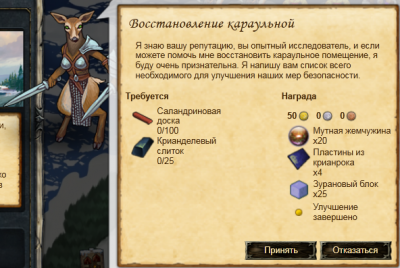 Восстановление караульной
Я знаю вашу репутацию, вы опытный исследователь, и если
можете помочь мне восстановить караульное помещение, я
буду очень признательна. Я напишу вам список всего
необходимого для улучшения наших мер безопасности.
Требуется
Саландриновая
доска
0/100
Крианделевый
слиток
0/25
Награда
50 0 0
Мутная жемчужина
x20
Пластины из
крианрока
x4
Зурановый блок
x25
Улучшение
завершено
Принять
Отказаться